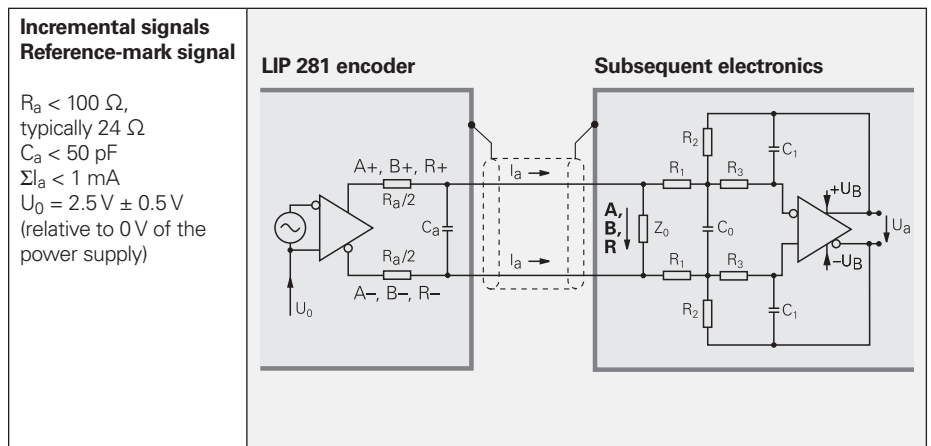 Incremental signals
Reference-mark signal
Ra < 100 Ω,
typically 24 Ω
Ca < 50 pF
ΣIa < 1 mA
U0 = 2.5 V ± 0.5 V
(relative to 0 V of the
power supply)
LIP 281 encoder
Subsequent electronics
A+, B+, R+
Ra/2
Ca
Ra/2
A–, B–, R–
U0
Ia
Ia
A,
B,
R
Z0
R1
R1
R2
R2
C0
R3
R3
C1
C1
+UB
–UB
Ua